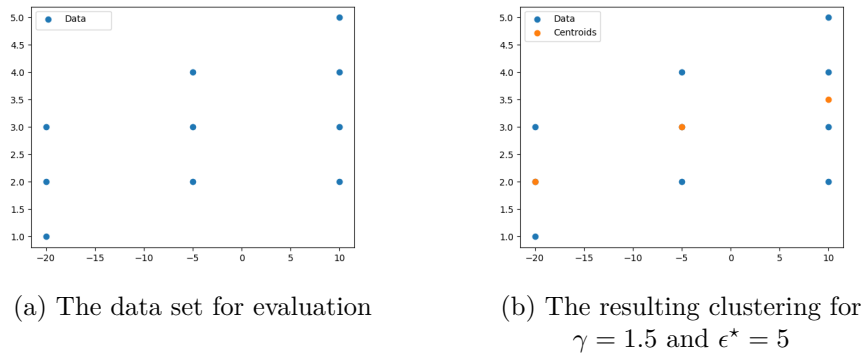 Data
5.0
4.5
4.0
3.5
3.0
2.5
2.0
1.5
1.0
−20 −15 −10 −5 0 5 10
(a) The data set for evaluation
Data
Centroids
5.0
4.5
4.0
3.5
3.0
2.5
2.0
1.5
1.0
−20 −15 −10 −5 0 5 10
(b) The resulting clustering for
γ = 1.5 and ϵ⋆ = 5